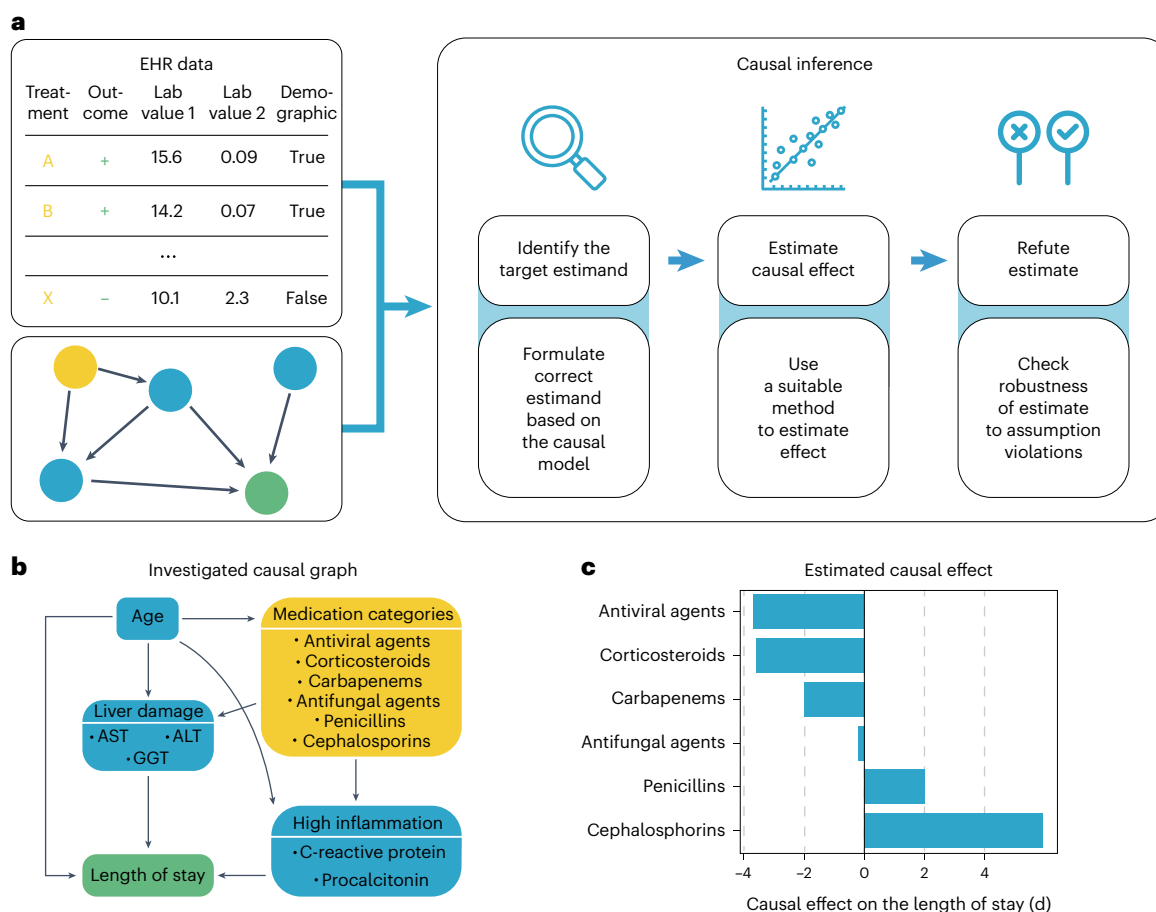 a
EHR data
Treat-
ment
Out-
come
Lab
value 1
Lab
value 2
Demo-
graphic
A + 15.6 0.09 True
B + 14.2 0.07 True
...
X – 10.1 2.3 False
Causal inference
Identify the
target estimand
Estimate
causal effect
Refute
estimate
Formulate
correct
estimand
based on
the causal
model
Use
a suitable
method
to estimate
effect
Check
robustness
of estimate
to assumption
violations
b
Investigated causal graph
Age
Medication categories
• Antiviral agents
• Corticosteroids
• Carbapenems
• Antifungal agents
• Penicillins
• Cephalosporins
Liver damage
• AST • ALT
• GGT
High inflammation
• C-reactive protein
• Procalcitonin
Length of stay
c
Estimated causal effect
Antiviral agents
Corticosteroids
Carbapenems
Antifungal agents
Penicillins
Cephalosphorins
–4 –2 0 2 4
Causal effect on the length of stay (d)